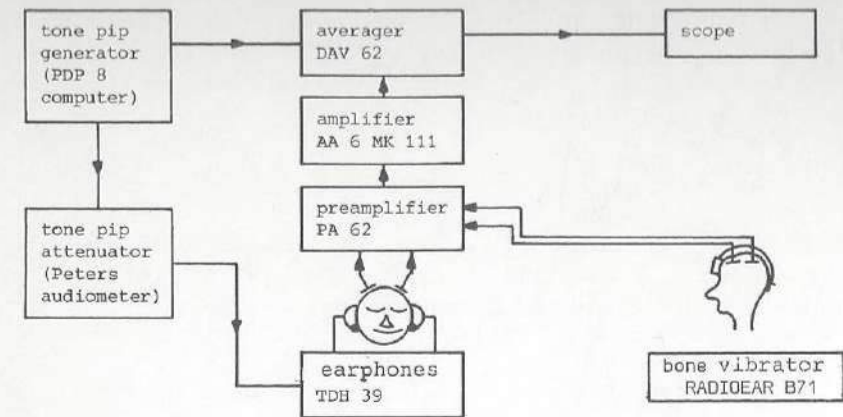 tone pip
generator
(PDP 8
computer)
averager
DAV 62
scope
amplifier
AA 6 MK 111
tone pip
attenuator
(Peters
audiometer)
preamplifier
PA 62
earphones
TDH 39
bone vibrator
RADIOEAR B71